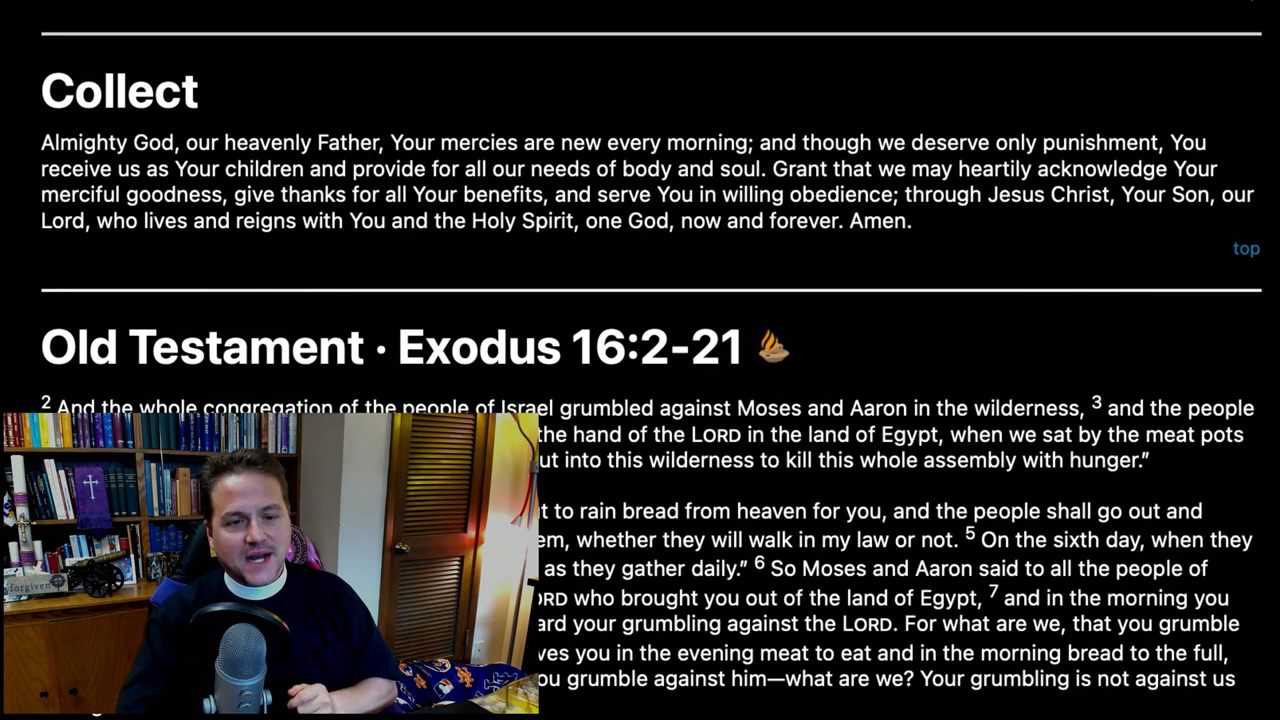 Collect
Almighty God, our heavenly Father, Your mercies are new every morning; and though we deserve only punishment, You
receive us as Your children and provide for all our needs of body and soul. Grant that we may heartily acknowledge Your
merciful goodness, give thanks for all Your benefits, and serve You in willing obedience; through Jesus Christ, Your Son, our
Lord, who lives and reigns with You and the Holy Spirit, one God, now and forever. Amen.
top
Old Testament · Exodus 16:2-21
2 And the whole congregation of the people of Israel grumbled against Moses and Aaron in the wilderness, 3 and the people
the hand of the LORD in the land of Egypt, when we sat by the meat pots
ut into this wilderness to kill this whole assembly with hunger.”
t to rain bread from heaven for you, and the people shall go out and
em, whether they will walk in my law or not. 5 On the sixth day, when they
as they gather daily.” 6 So Moses and Aaron said to all the people of
ORD who brought you out of the land of Egypt, 7 and in the morning you
ard your grumbling against the LORD. For what are we, that you grumble
ves you in the evening meat to eat and in the morning bread to the full,
ou grumble against him—what are we? Your grumbling is not against us
forgiven